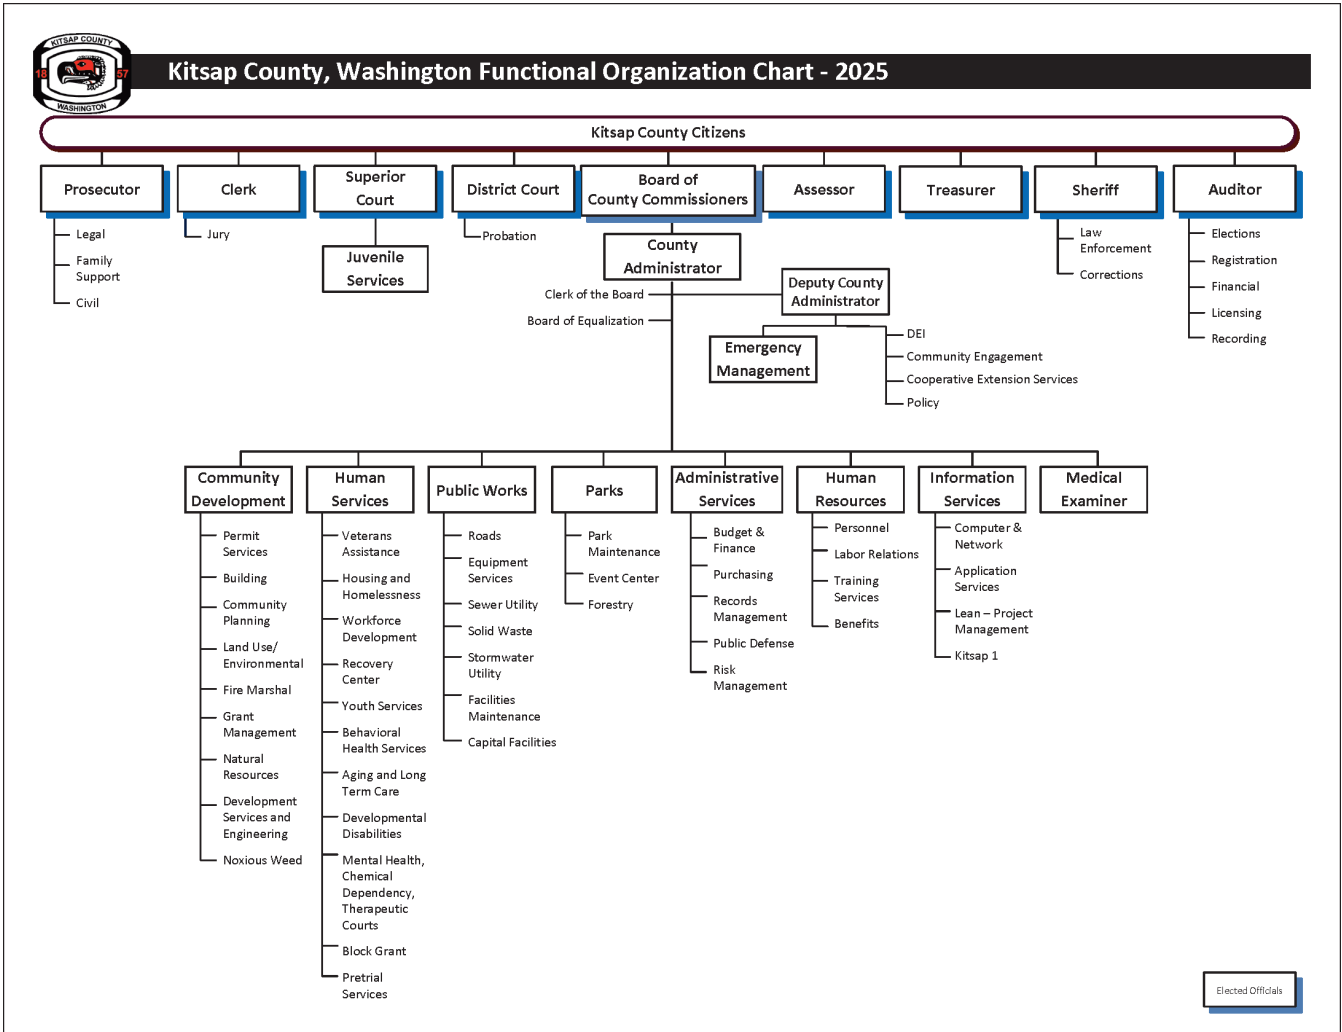 KITSAP COUNTY
18 57
WASHINGTON
Kitsap County, Washington Functional Organization Chart - 2025
Kitsap County Citizens
Prosecutor
Legal
Family
Support
Civil
Clerk
Jury
Superior
Court
Juvenile
Services
District Court
Probation
Board of
County Commissioners
County
Administrator
Clerk of the Board
Board of Equalization
Deputy County
Administrator
Emergency
Management
DEI
Community Engagement
Cooperative Extension Services
Policy
Assessor
Treasurer
Sheriff
Law
Enforcement
Corrections
Auditor
Elections
Registration
Financial
Licensing
Recording
Community
Development
Permit
Services
Building
Community
Planning
Land Use/
Environmental
Fire Marshal
Grant
Management
Natural
Resources
Development
Services and
Engineering
Noxious Weed
Human
Services
Veterans
Assistance
Housing and
Homelessness
Workforce
Development
Recovery
Center
Youth Services
Behavioral
Health Services
Aging and Long
Term Care
Developmental
Disabilities
Mental Health,
Chemical
Dependency,
Therapeutic
Courts
Block Grant
Pretrial
Services
Public Works
Roads
Equipment
Services
Sewer Utility
Solid Waste
Stormwater
Utility
Facilities
Maintenance
Capital Facilities
Parks
Park
Maintenance
Event Center
Forestry
Administrative
Services
Budget &
Finance
Purchasing
Records
Management
Public Defense
Risk
Management
Human
Resources
Personnel
Labor Relations
Training
Services
Benefits
Information
Services
Computer &
Network
Application
Services
Lean – Project
Management
Kitsap 1
Medical
Examiner
Elected Officials